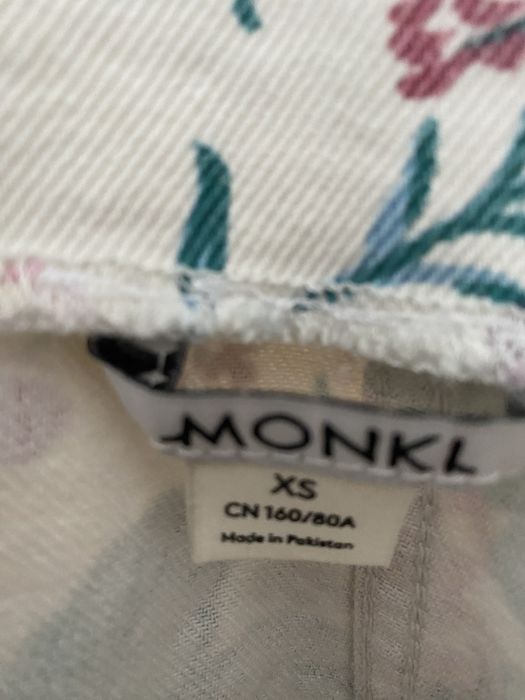 MONKI
XS
CN 160/80A
Made in Pakistan